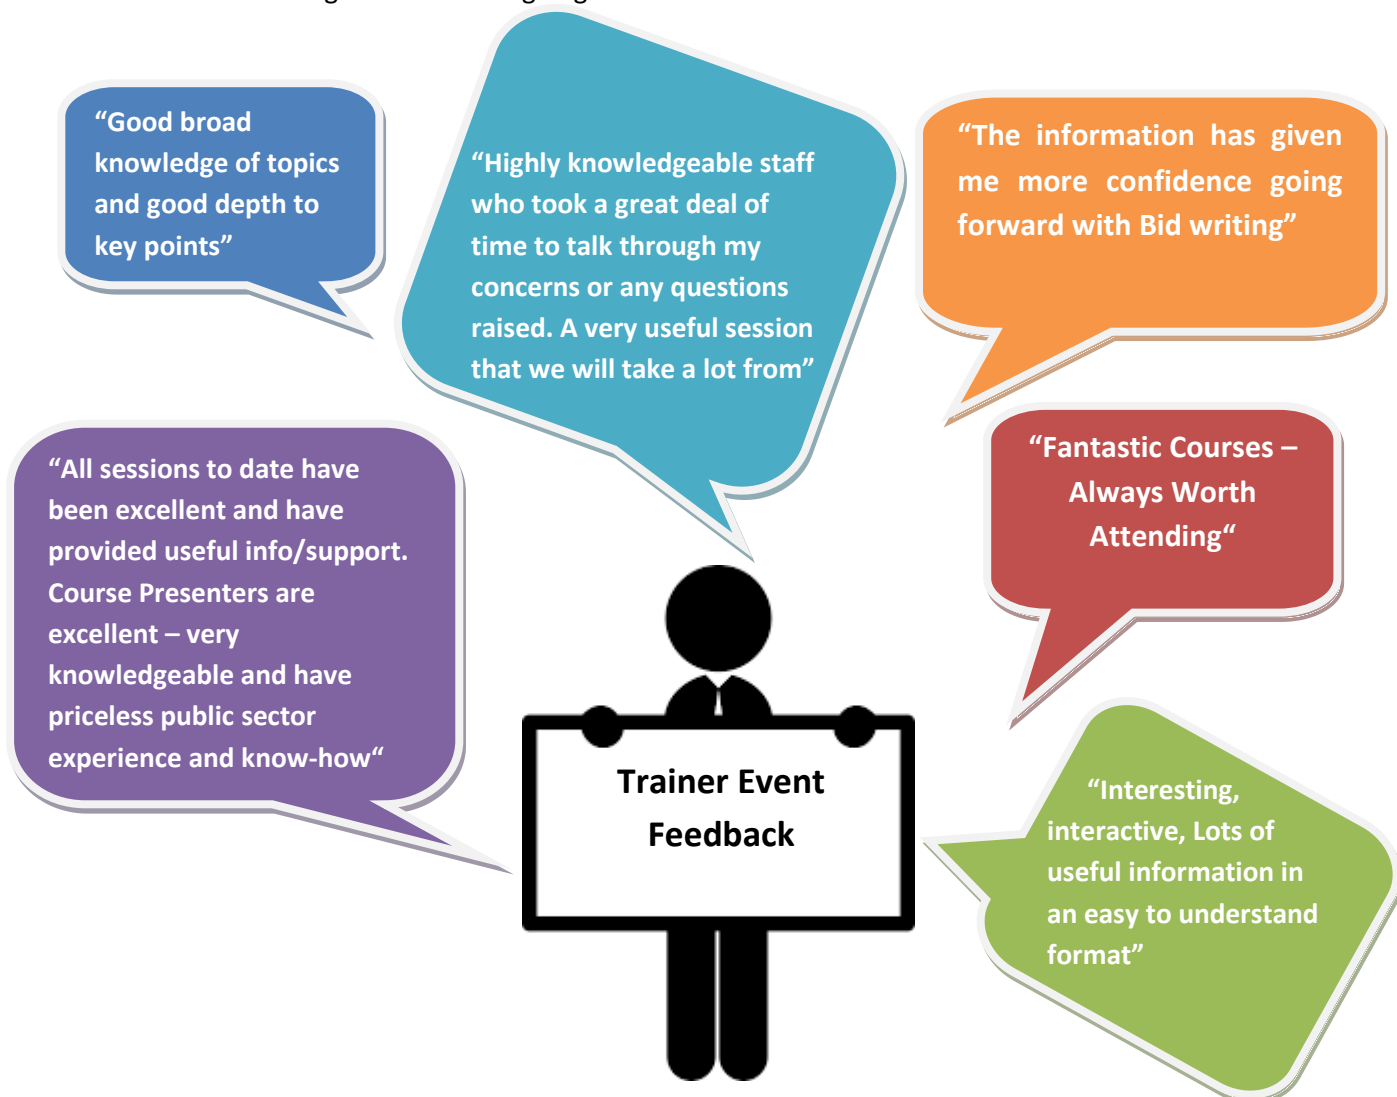 “Good broad
knowledge of topics
and good depth to
key points”
“Highly knowledgeable staff
who took a great deal of
time to talk through my
concerns or any questions
raised. A very useful session
that we will take a lot from”
“The information has given
me more confidence going
forward with Bid writing”
“All sessions to date have
been excellent and have
provided useful info/support.
Course Presenters are
excellent – very
knowledgeable and have
priceless public sector
experience and know-how“
“Fantastic Courses –
Always Worth
Attending“
Trainer Event
Feedback
“Interesting,
interactive, Lots of
useful information in
an easy to understand
format”